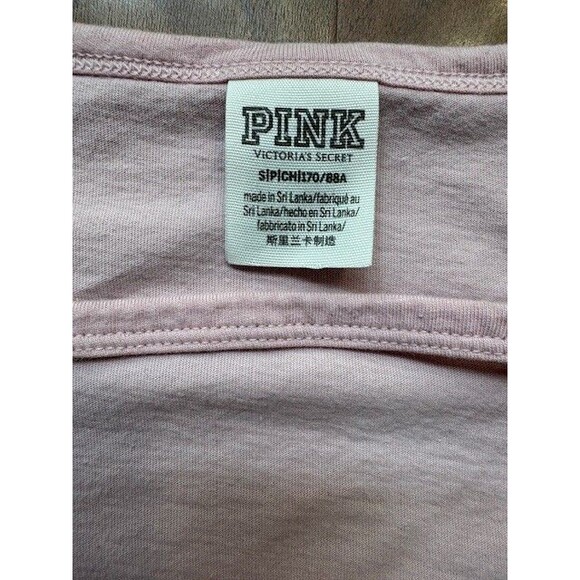 PINK
VICTORIA'S SECRET
S|P|CH|170/88A
made in Sri Lanka/fabriqué au
Sri Lanka/hecho en Sri Lanka/
fabbricato in Sri Lanka/
斯里兰卡制造